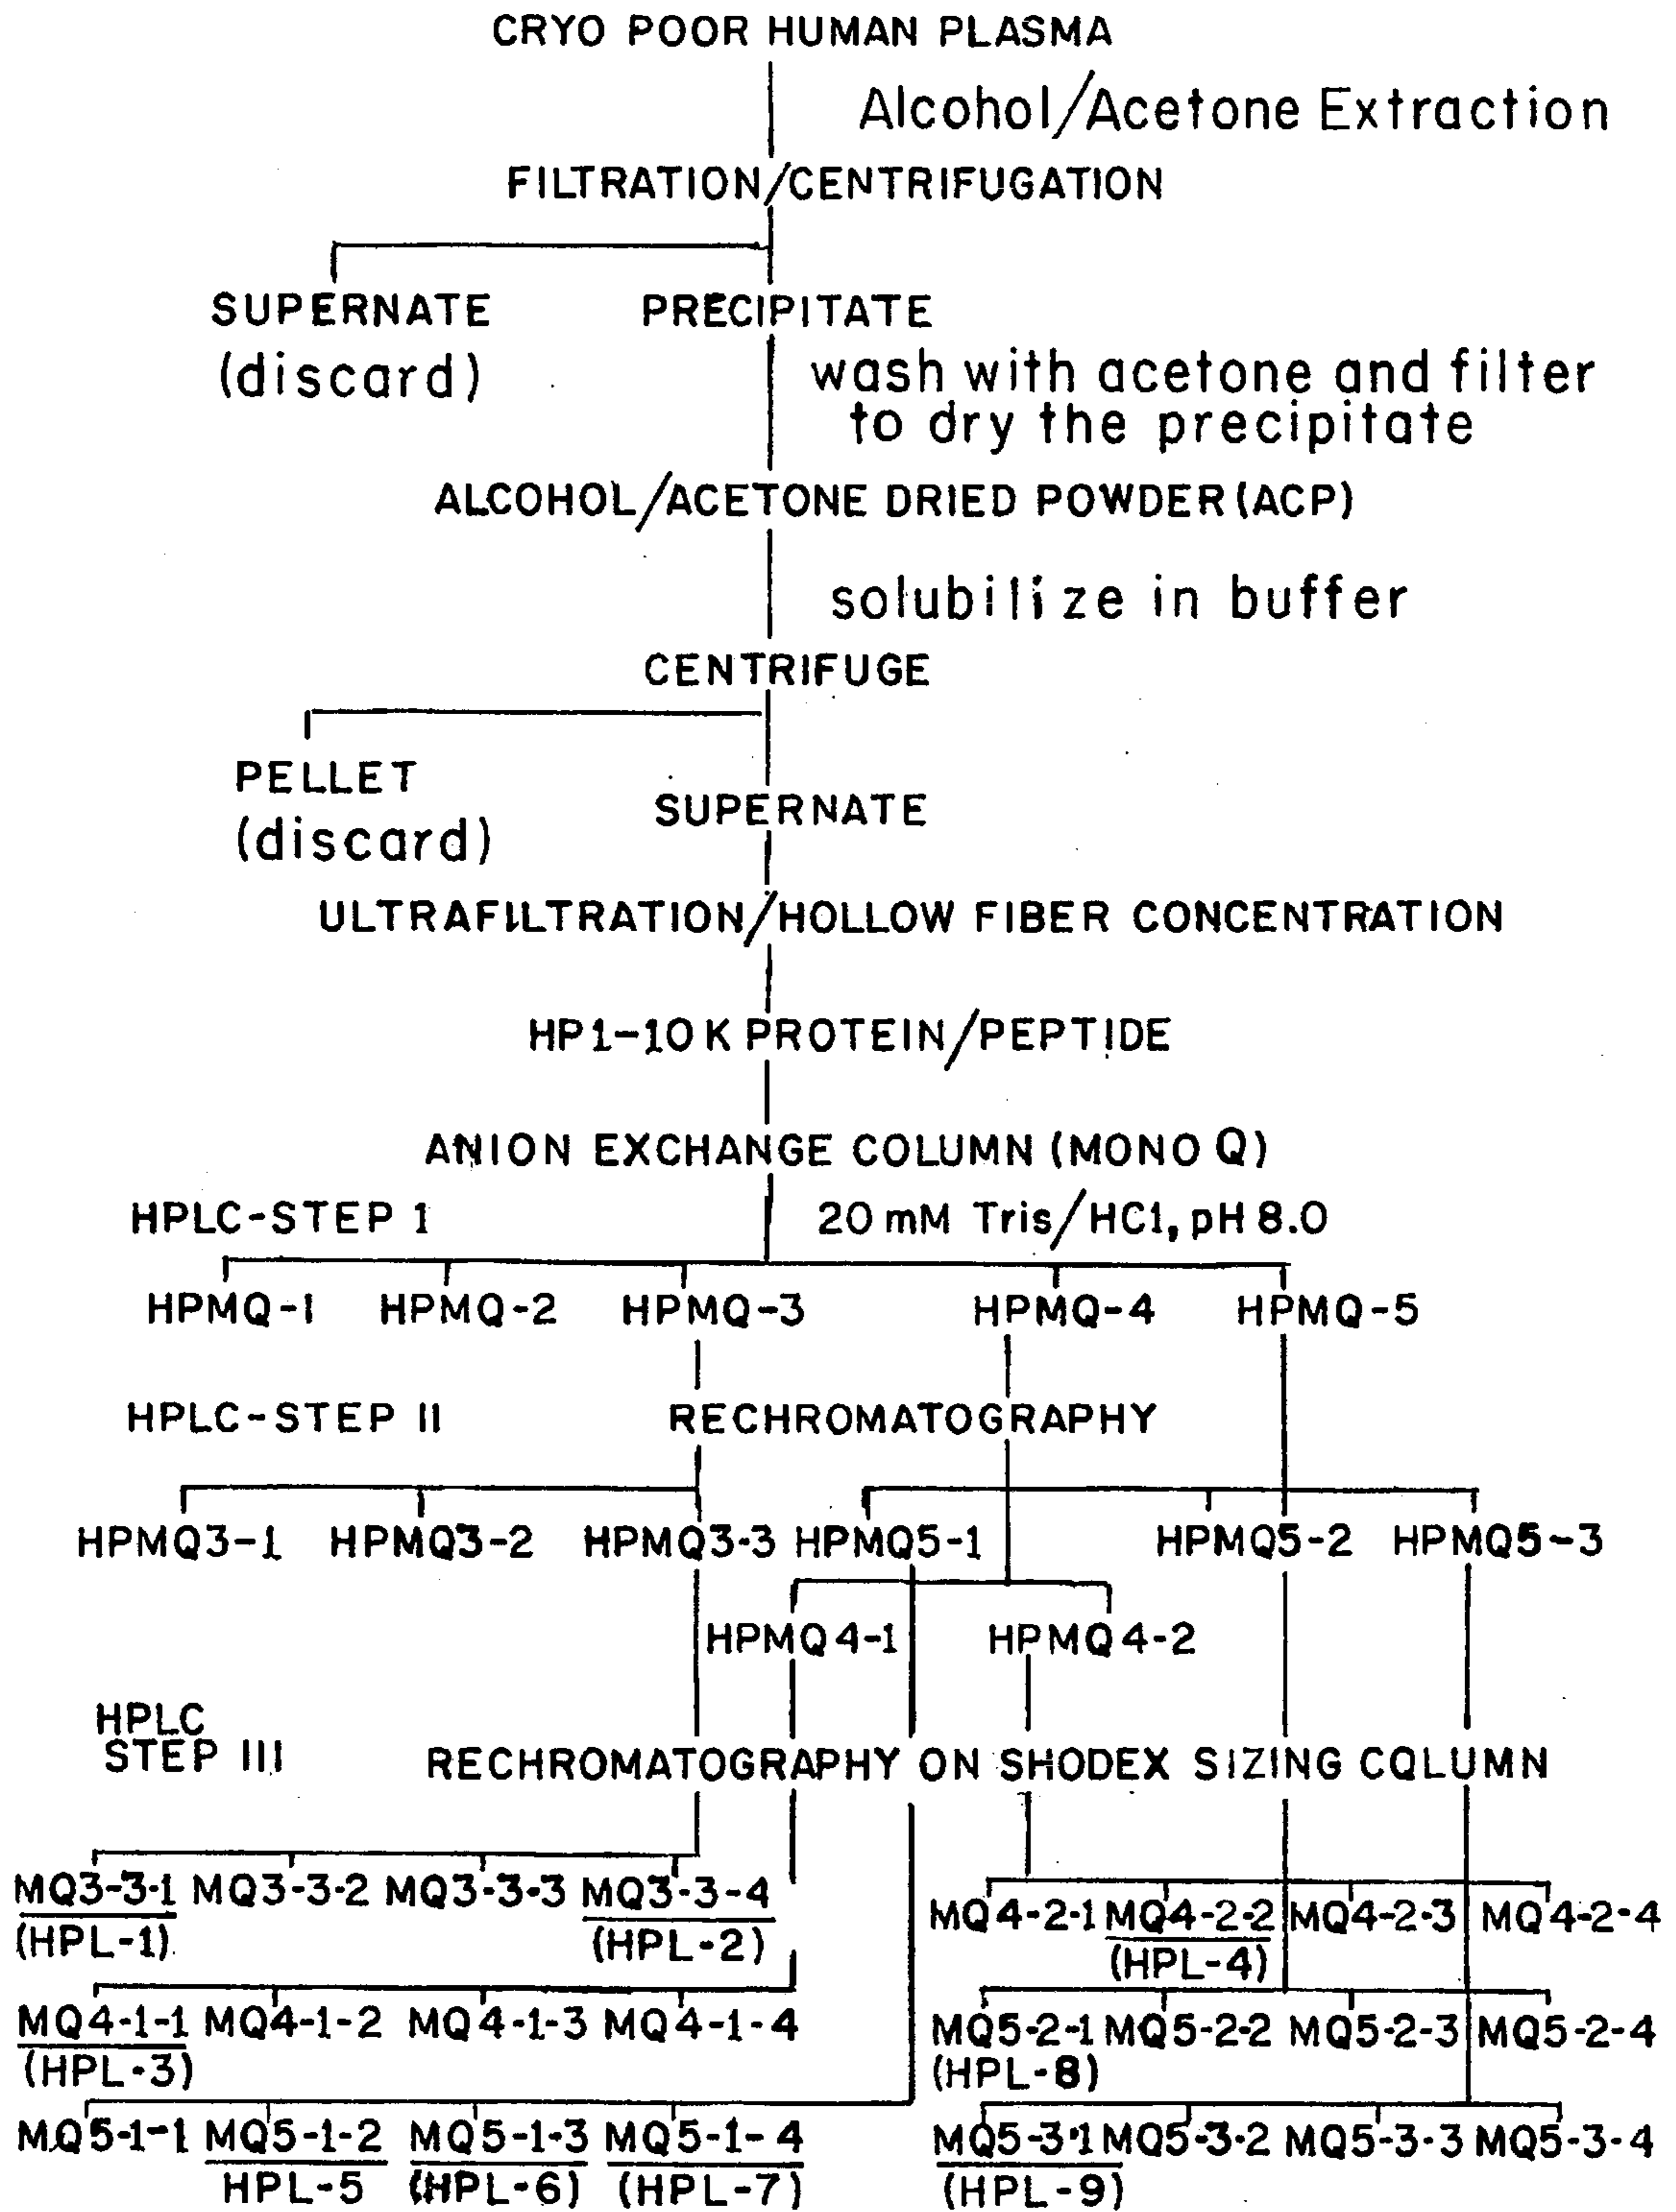 CRYO POOR HUMAN PLASMA
Alcohol/Acetone Extraction
FILTRATION/CENTRIFUGATION
SUPERNATE PRECIPITATE
(discard) wash with acetone and filter
to dry the precipitate
ALCOHOL/ACETONE DRIED POWDER (ACP)
solubilize in buffer
CENTRIFUGE
PELLET
(discard)
SUPERNATE
ULTRAFILTRATION/HOLLOW FIBER CONCENTRATION
HP1-10 K PROTEIN/PEPTIDE
ANION EXCHANGE COLUMN (MONO Q)
HPLC-STEP I 20 mM Tris/HCl, pH 8.0
HPMQ-1 HPMQ-2 HPMQ-3 HPMQ-4 HPMQ-5
HPLC-STEP II RECHROMATOGRAPHY
HPMQ3-1 HPMQ3-2 HPMQ3-3 HPMQ5-1 HPMQ5-2 HPMQ5-3
HPMQ4-1 HPMQ4-2
HPLC
STEP III RECHROMATOGRAPHY ON SHODEX SIZING COLUMN
MQ3-3-1 MQ3-3-2 MQ3-3-3 MQ3-3-4
(HPL-1) (HPL-2)
MQ4-2-1 MQ4-2-2 MQ4-2-3 MQ4-2-4
(HPL-4)
MQ4-1-1 MQ4-1-2 MQ4-1-3 MQ4-1-4
(HPL-3)
MQ5-2-1 MQ5-2-2 MQ5-2-3 MQ5-2-4
(HPL-8)
MQ5-1-1 MQ5-1-2 MQ5-1-3 MQ5-1-4
HPL-5 (HPL-6) (HPL-7)
MQ5-3-1 MQ5-3-2 MQ5-3-3 MQ5-3-4
(HPL-9)